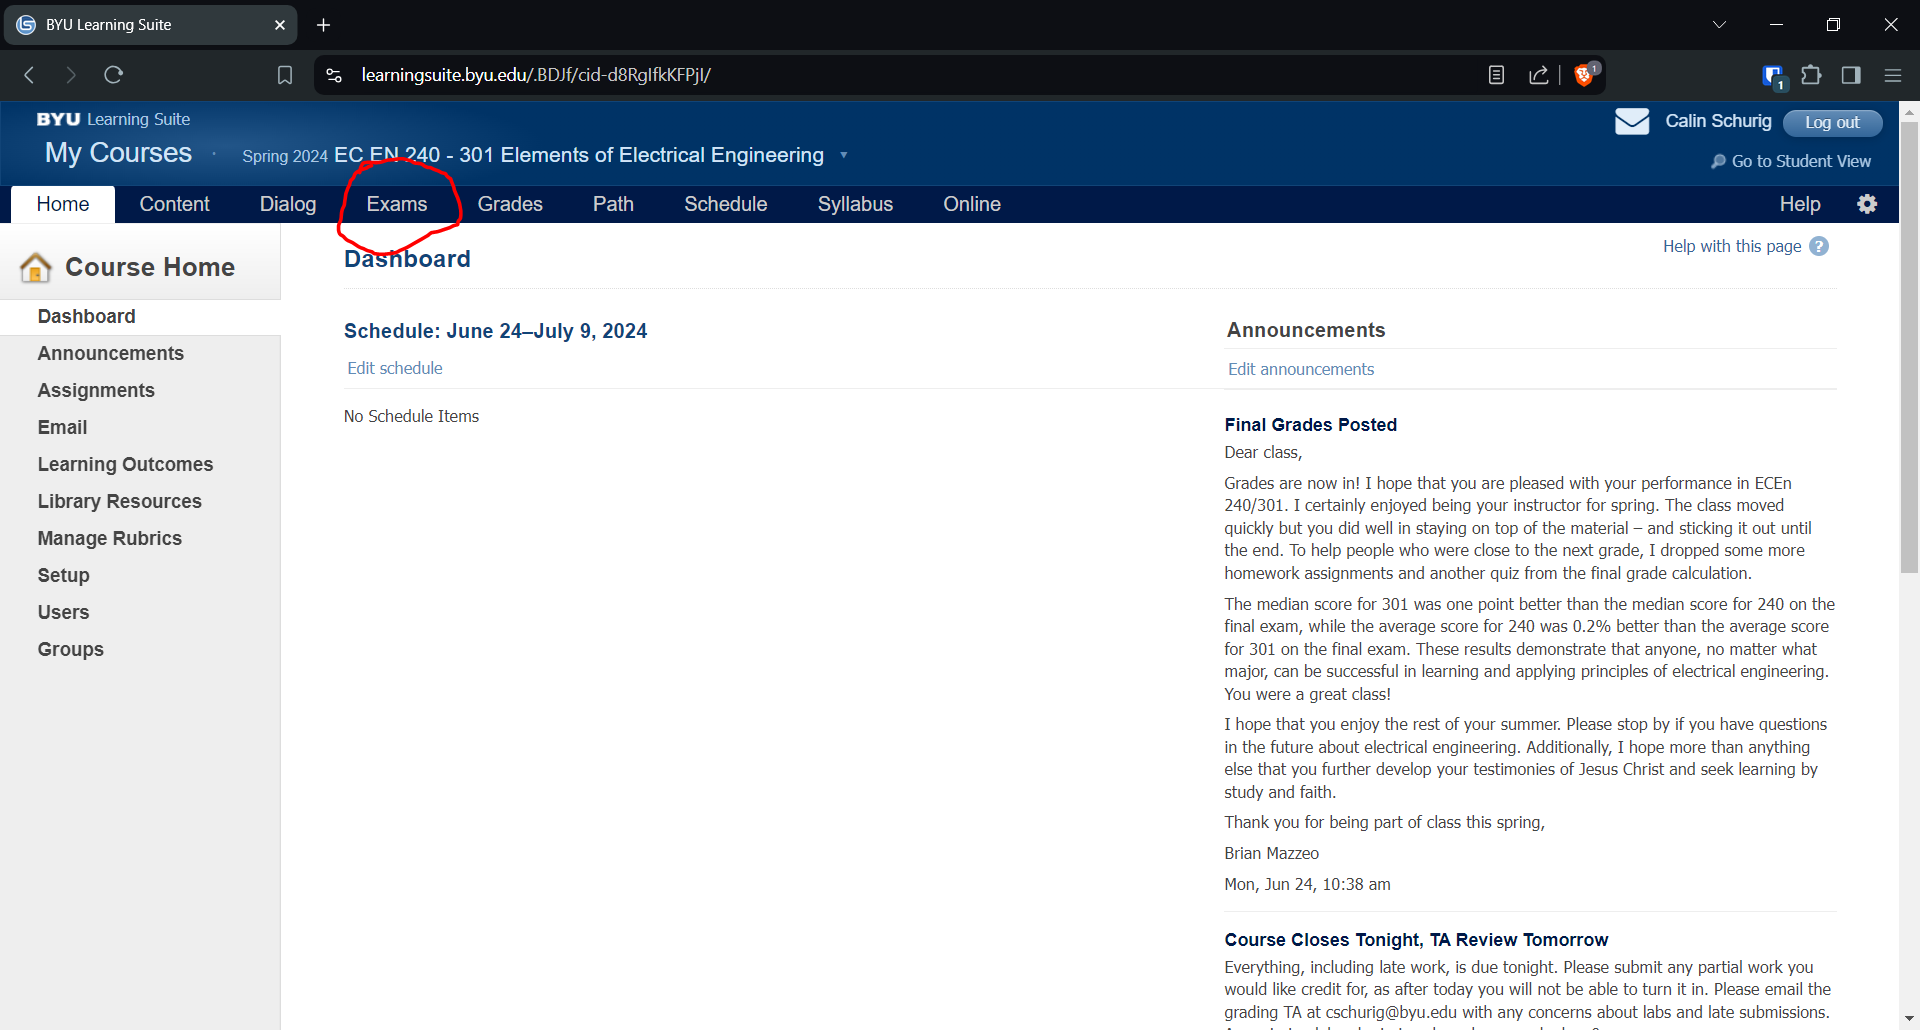 BYU Learning Suite
learningsuite.byu.edu/.BDJf/cid-d8RgIfkKFPjI/
1
1
BYU Learning Suite
Calin Schurig
Log out
My Courses
Spring 2024 EC EN 240 - 301 Elements of Electrical Engineering
Go to Student View
Home
Content
Dialog
Exams
Grades
Path
Schedule
Syllabus
Online
Help
Course Home
Dashboard
Announcements
Assignments
Email
Learning Outcomes
Library Resources
Manage Rubrics
Setup
Users
Groups
Dashboard
Help with this page ?
Schedule: June 24–July 9, 2024
Edit schedule
No Schedule Items
Announcements
Edit announcements
Final Grades Posted
Dear class,
Grades are now in! I hope that you are pleased with your performance in ECEn
240/301. I certainly enjoyed being your instructor for spring. The class moved
quickly but you did well in staying on top of the material – and sticking it out until
the end. To help people who were close to the next grade, I dropped some more
homework assignments and another quiz from the final grade calculation.
The median score for 301 was one point better than the median score for 240 on the
final exam, while the average score for 240 was 0.2% better than the average score
for 301 on the final exam. These results demonstrate that anyone, no matter what
major, can be successful in learning and applying principles of electrical engineering.
You were a great class!
I hope that you enjoy the rest of your summer. Please stop by if you have questions
in the future about electrical engineering. Additionally, I hope more than anything
else that you further develop your testimonies of Jesus Christ and seek learning by
study and faith.
Thank you for being part of class this spring,
Brian Mazzeo
Mon, Jun 24, 10:38 am
Course Closes Tonight, TA Review Tomorrow
Everything, including late work, is due tonight. Please submit any partial work you
would like credit for, as after today you will not be able to turn it in. Please email the
grading TA at cschurig@byu.edu with any concerns about labs and late submissions.